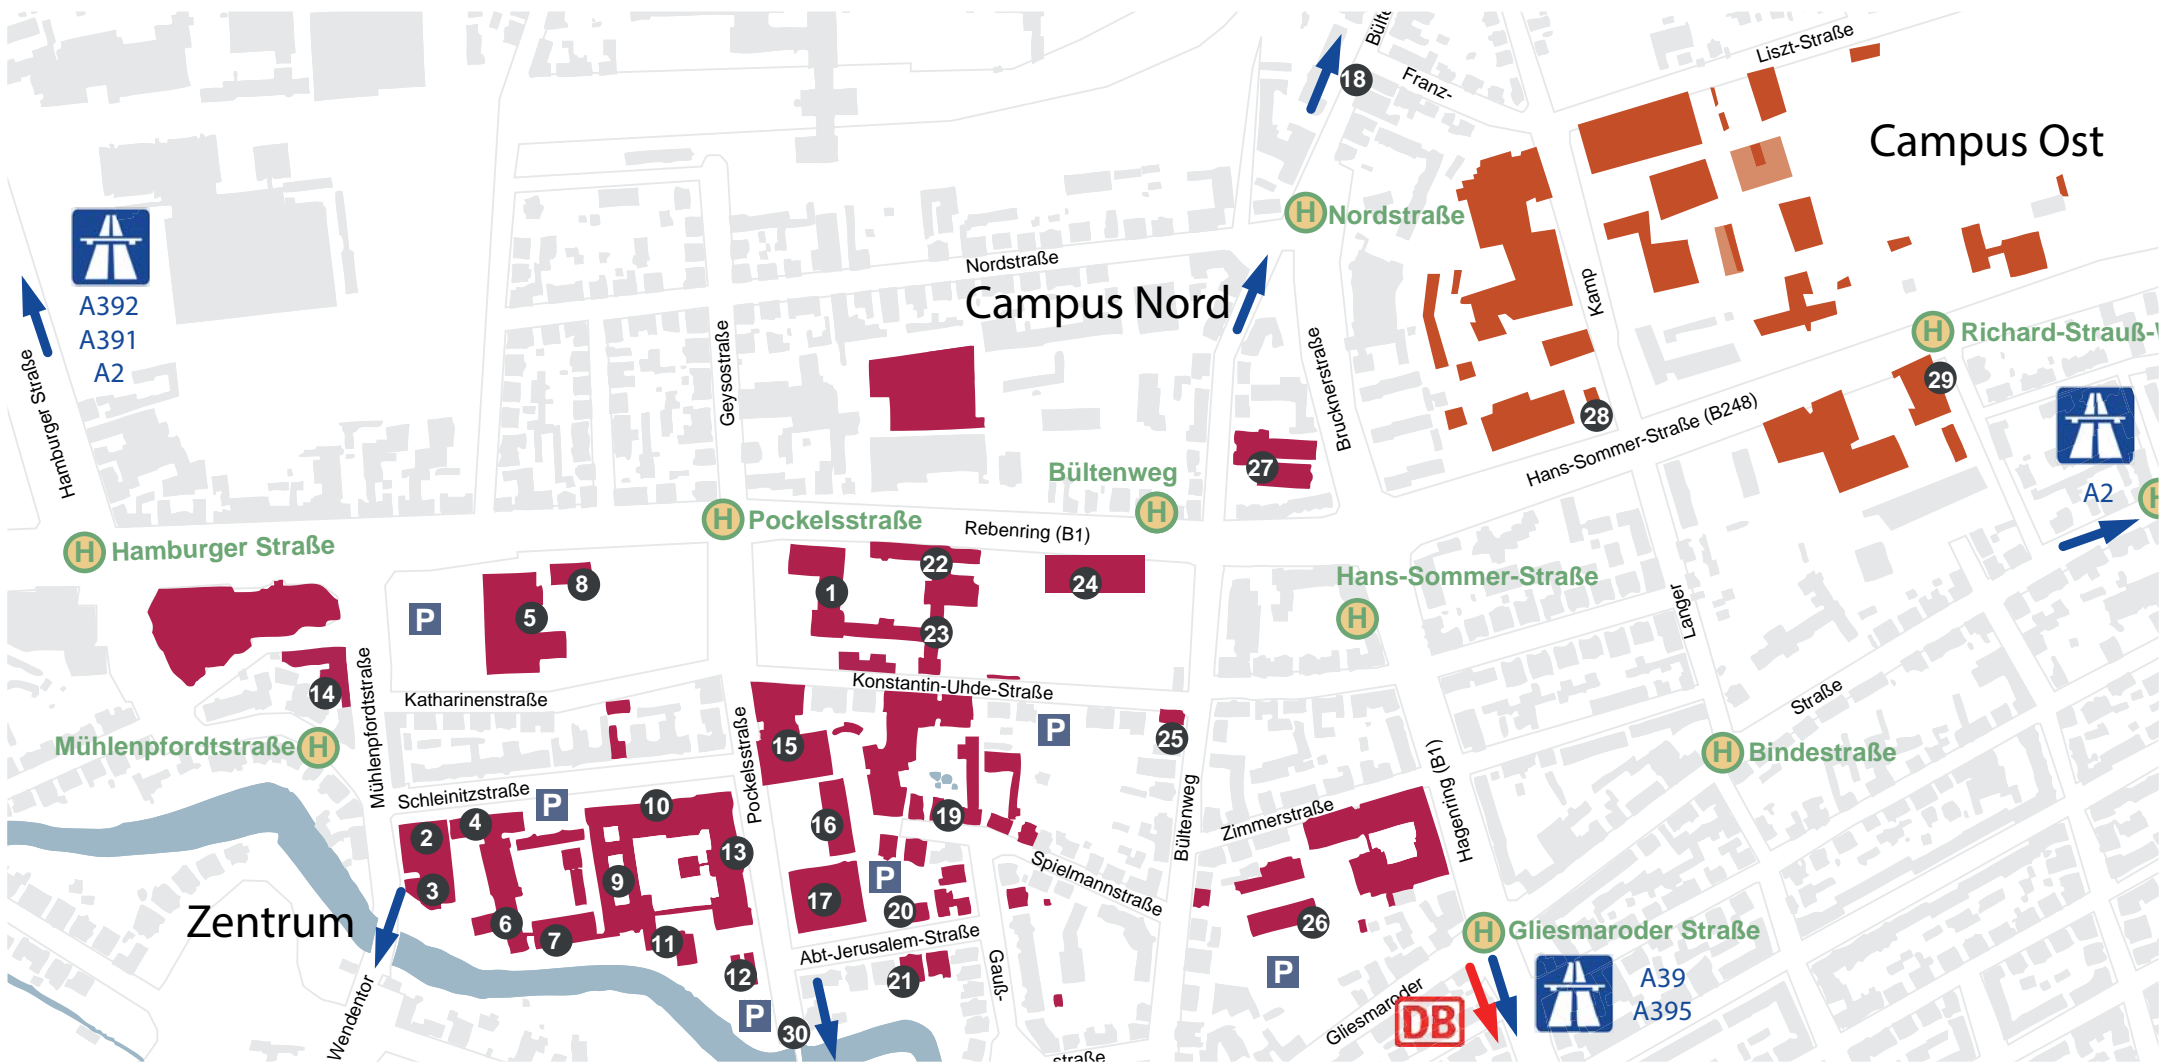 Bülte
18
Franz-
Liszt-Straße
Campus Ost
H Nordstraße
Nordstraße
Campus Nord
A392
A391
A2
Hamburger Straße
Geysostraße
Brucknerstraße
Kamp
H Richard-Strauß-W
29
28
Hans-Sommer-Straße (B248)
A2
H
27
Bültenweg
H
H Pockelsstraße
Rebenring (B1)
H Hamburger Straße
8
5
P
1
22
23
24
Hans-Sommer-Straße
H
Langer
Straße
14
Mühlenpfordtstraße
Katharinenstraße
Konstantin-Uhde-Straße
Mühlenpfordtstraße H
P
15
25
H Bindestraße
Pockelsstraße
Schleinitzstraße
P
10
2
4
3
9
13
16
19
17
P
20
6
7
11
12
Zentrum
Wendentor
Spielmannstraße
Bültenweg
Zimmerstraße
Hagenring (B1)
26
P
Abt-Jerusalem-Straße
21
Gauß-
P
30
straße
H Gliesmaroder Straße
Gliesmaroder
DB
A39
A395